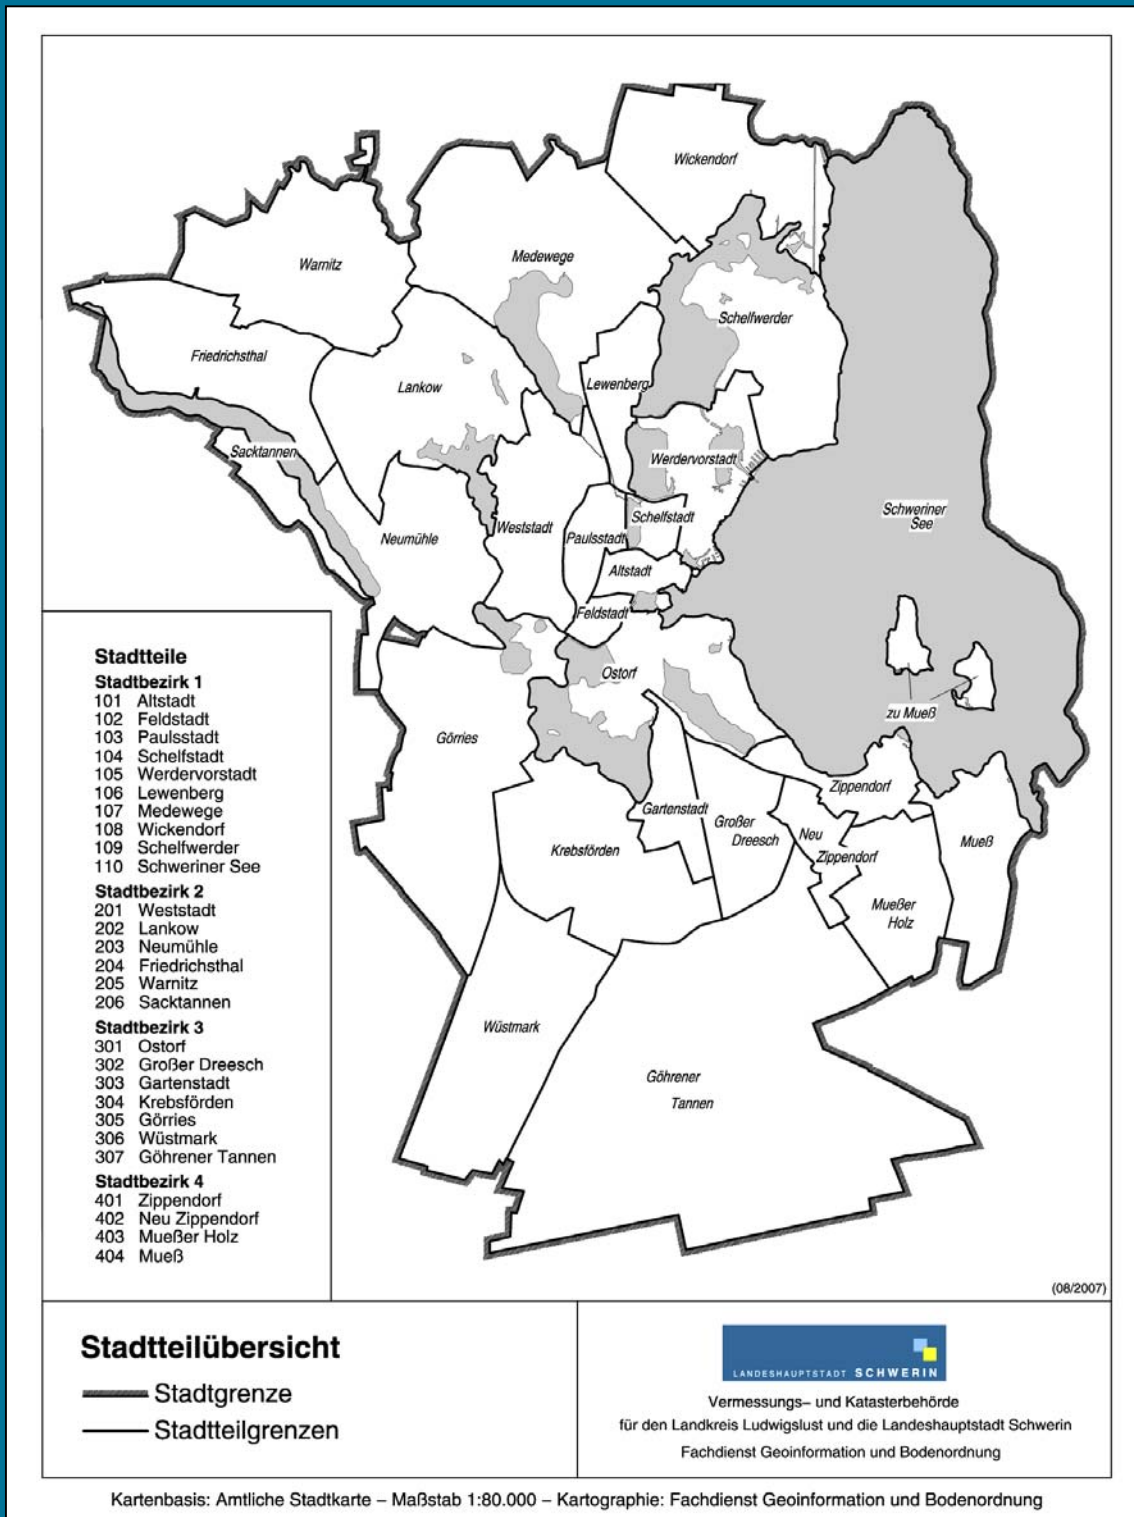 Wickendorf
Warnitz
Medewege
Schelfwerder
Friedrichsthal
Lankow
Lewenberg
Sacktannen
Werdervorstadt
Schweriner
See
Neumühle
Weststadt
Paulsstadt
Schelfstadt
Altstadt
Feldstadt
Ostorf
zu Mueß
Görries
Zippendorf
Gartenstadt
Großer
Dreesch
Neu
Zippendorf
Krebsförden
Mueß
Mueßer
Holz
Wüstmark
Göhrener
Tannen
Stadtteile
Stadtbezirk 1
101 Altstadt
102 Feldstadt
103 Paulsstadt
104 Schelfstadt
105 Werdervorstadt
106 Lewenberg
107 Medewege
108 Wickendorf
109 Schelfwerder
110 Schweriner See
Stadtbezirk 2
201 Weststadt
202 Lankow
203 Neumühle
204 Friedrichsthal
205 Warnitz
206 Sacktannen
Stadtbezirk 3
301 Ostorf
302 Großer Dreesch
303 Gartenstadt
304 Krebsförden
305 Görries
306 Wüstmark
307 Göhrener Tannen
Stadtbezirk 4
401 Zippendorf
402 Neu Zippendorf
403 Mueßer Holz
404 Mueß
(08/2007)
Stadtteilübersicht
Stadtgrenze
Stadtteilgrenzen
LANDESHAUPTSTADT SCHWERIN
Vermessungs– und Katasterbehörde
für den Landkreis Ludwigslust und die Landeshauptstadt Schwerin
Fachdienst Geoinformation und Bodenordnung
Kartenbasis: Amtliche Stadtkarte – Maßstab 1:80.000 – Kartographie: Fachdienst Geoinformation und Bodenordnung